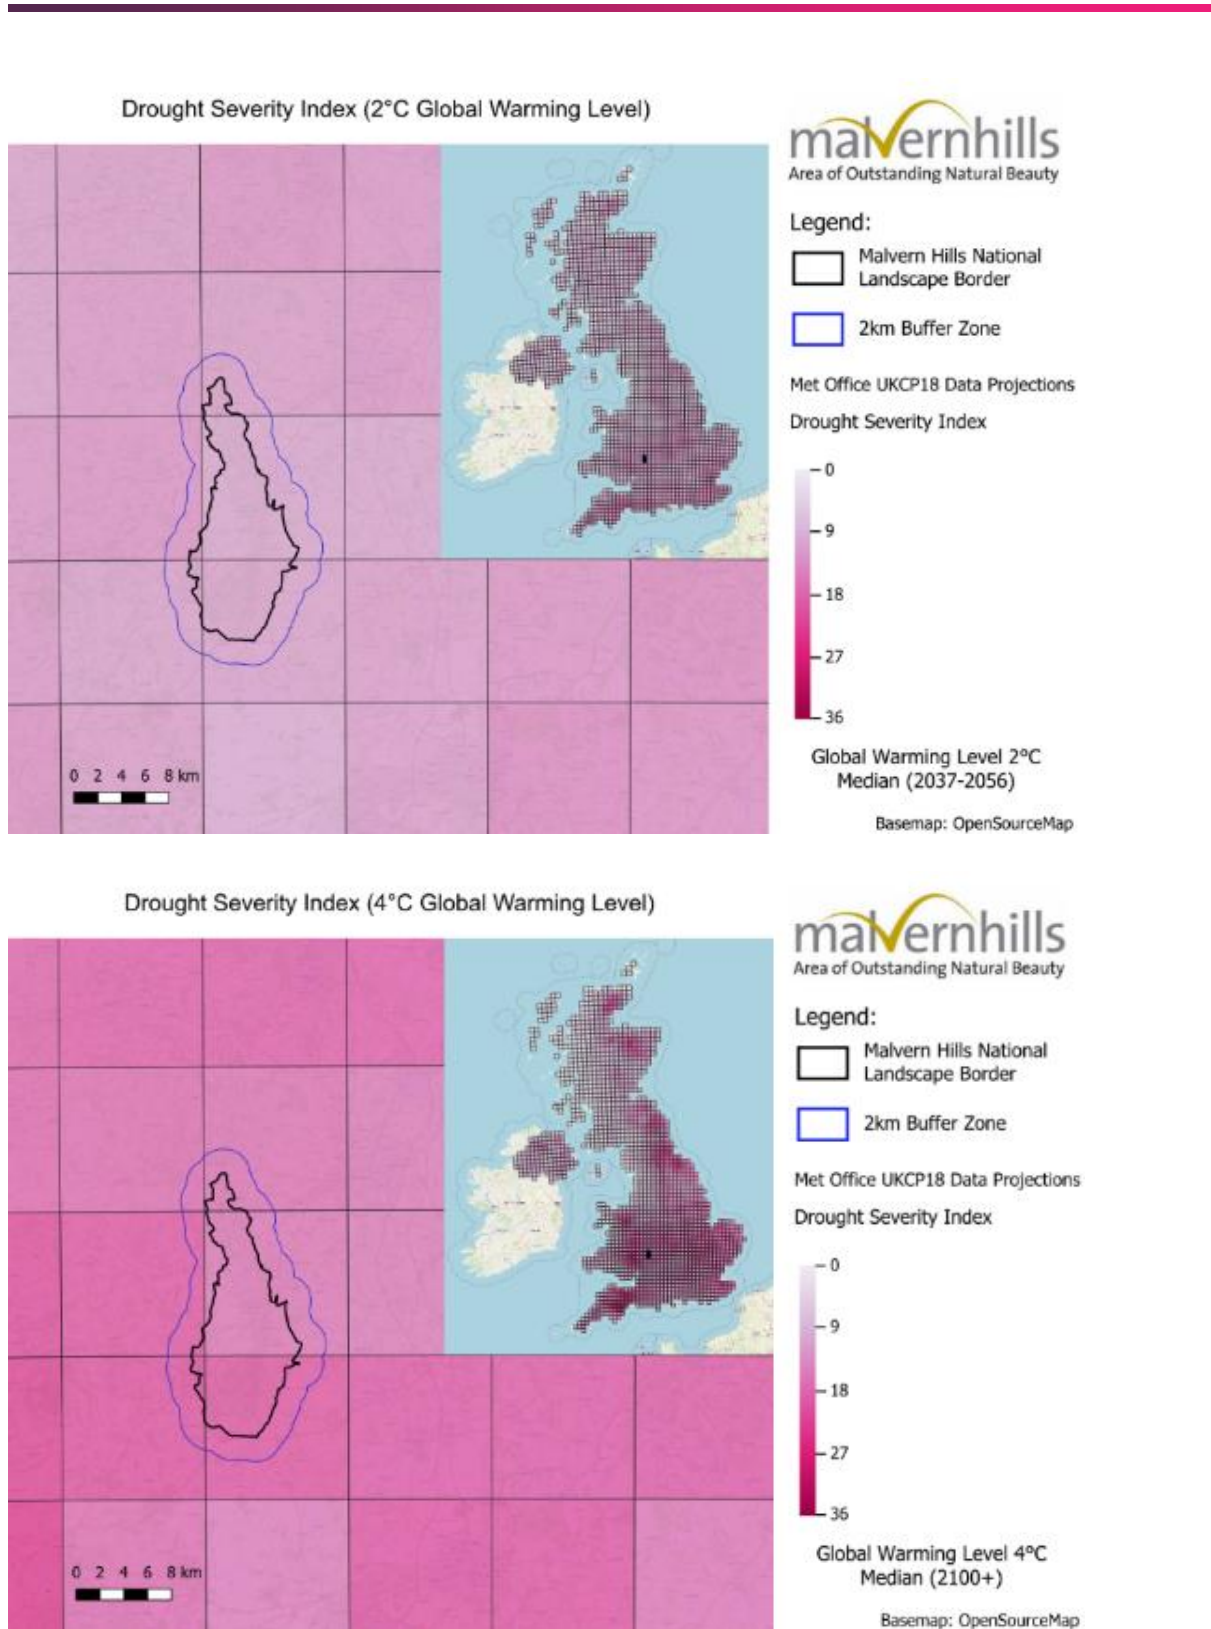 Drought Severity Index (2°C Global Warming Level)
malvernhills
Area of Outstanding Natural Beauty
Legend:
Malvern Hills National
Landscape Border
2km Buffer Zone
Met Office UKCP18 Data Projections
Drought Severity Index
0
9
18
27
36
0 2 4 6 8 km
Global Warming Level 2°C
Median (2037-2056)
Basemap: OpenSourceMap
Drought Severity Index (4°C Global Warming Level)
malvernhills
Area of Outstanding Natural Beauty
Legend:
Malvern Hills National
Landscape Border
2km Buffer Zone
Met Office UKCP18 Data Projections
Drought Severity Index
0
9
18
27
36
0 2 4 6 8 km
Global Warming Level 4°C
Median (2100+)
Basemap: OpenSourceMap